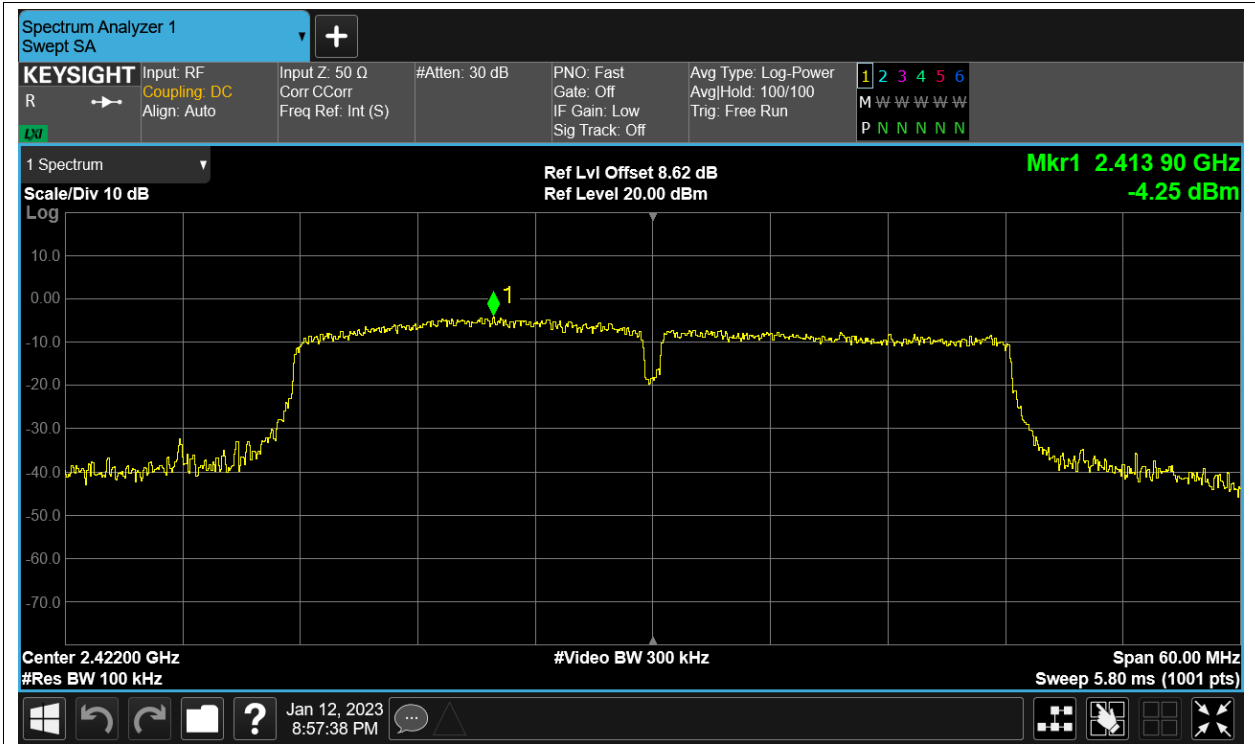 Spectrum Analyzer 1
Swept SA
KEYSIGHT
R
LXI
Input: RF
Coupling: DC
Align: Auto
Input Z: 50 Ω
Corr CCorr
Freq Ref: Int (S)
#Atten: 30 dB
PNO: Fast
Gate: Off
IF Gain: Low
Sig Track: Off
Avg Type: Log-Power
Avg|Hold: 100/100
Trig: Free Run
1 2 3 4 5 6
M W W W W W
P N N N N N
1 Spectrum
Scale/Div 10 dB
Log
Ref Lvl Offset 8.62 dB
Ref Level 20.00 dBm
Mkr1 2.413 90 GHz
-4.25 dBm
1
10.0
0.00
-10.0
-20.0
-30.0
-40.0
-50.0
-60.0
-70.0
Center 2.42200 GHz
#Res BW 100 kHz
#Video BW 300 kHz
Span 60.00 MHz
Sweep 5.80 ms (1001 pts)
?
Jan 12, 2023
8:57:38 PM